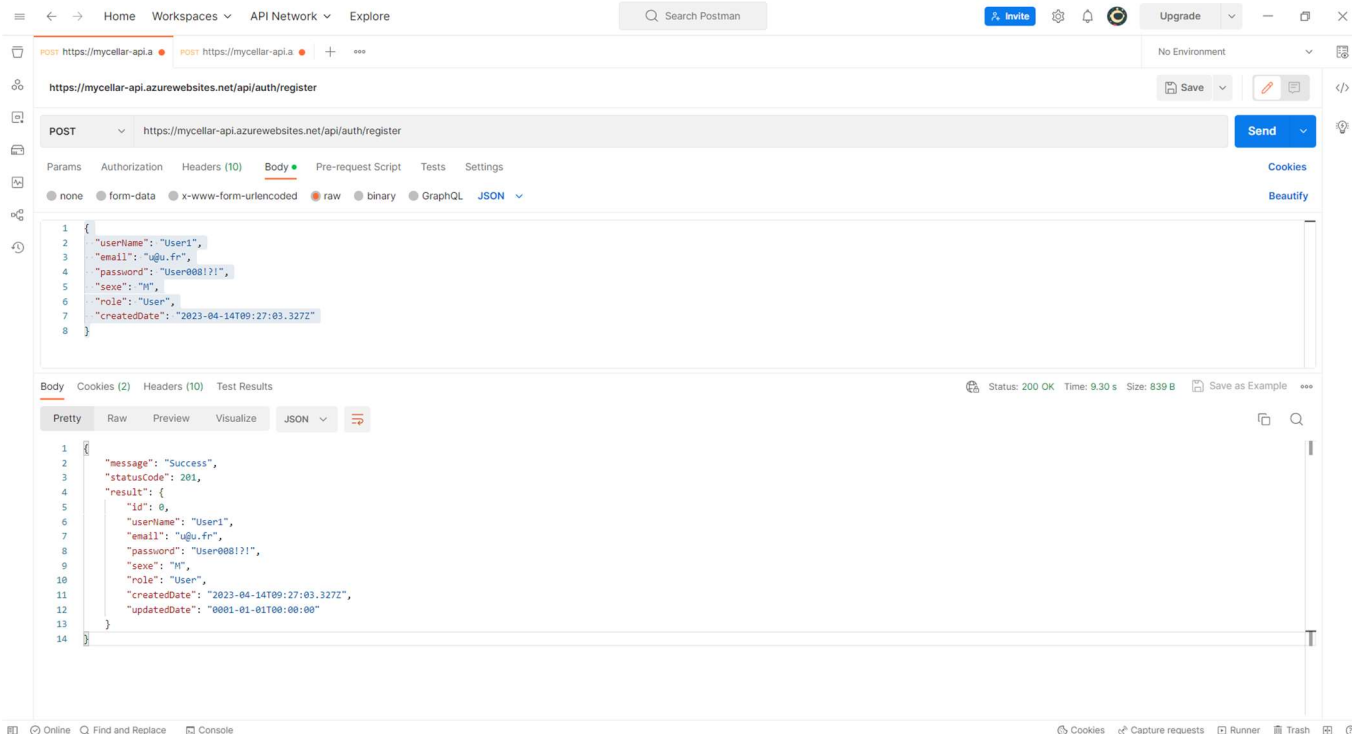 Home Workspaces API Network Explore Search Postman Invite Upgrade
POST https://mycellar-api.a POST https://mycellar-api.a No Environment
https://mycellar-api.azurewebsites.net/api/auth/register Save
POST https://mycellar-api.azurewebsites.net/api/auth/register Send
Params Authorization Headers (10) Body Pre-request Script Tests Settings Cookies
none form-data x-www-form-urlencoded raw binary GraphQL JSON Beautify
1 {
2 "userName": "User1",
3 "email": "u@u.fr",
4 "password": "User008!?!",
5 "sexe": "M",
6 "role": "User",
7 "createdDate": "2023-04-14T09:27:03.327Z"
8 }
Body Cookies (2) Headers (10) Test Results Status: 200 OK Time: 9.30 s Size: 839 B Save as Example
Pretty Raw Preview Visualize JSON
1 {
2 "message": "Success",
3 "statusCode": 201,
4 "result": {
5 "id": 0,
6 "userName": "User1",
7 "email": "u@u.fr",
8 "password": "User008!?!",
9 "sexe": "M",
10 "role": "User",
11 "createdDate": "2023-04-14T09:27:03.327Z",
12 "updatedDate": "0001-01-01T00:00:00"
13 }
14 }
Online Find and Replace Console Cookies Capture requests Runner Trash